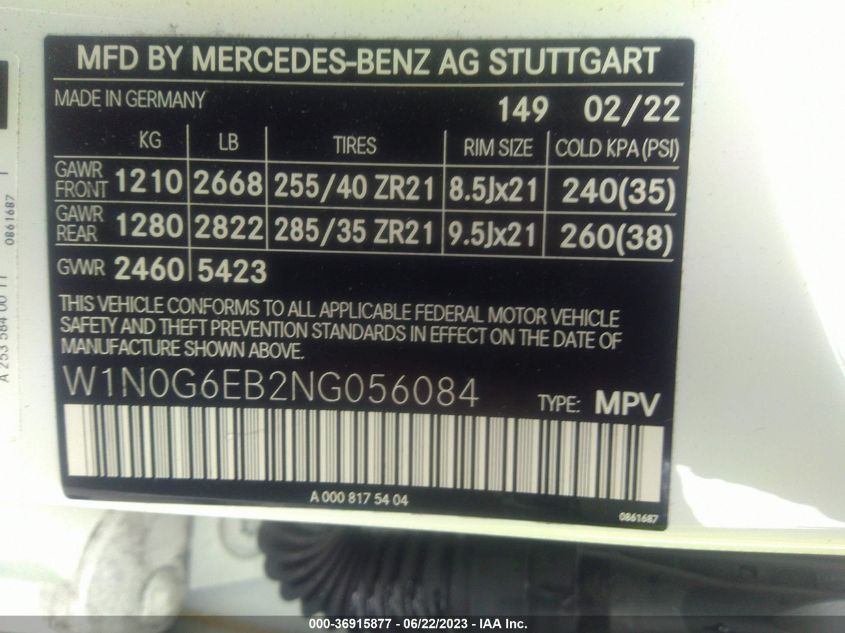 MFD BY MERCEDES-BENZ AG STUTTGART
MADE IN GERMANY 149 02/22
KG LB TIRES RIM SIZE COLD KPA (PSI)
GAWR FRONT 1210 2668 255/40 ZR21 8.5Jx21 240(35)
GAWR REAR 1280 2822 285/35 ZR21 9.5Jx21 260(38)
GVWR 2460 5423
THIS VEHICLE CONFORMS TO ALL APPLICABLE FEDERAL MOTOR VEHICLE
SAFETY AND THEFT PREVENTION STANDARDS IN EFFECT ON THE DATE OF
MANUFACTURE SHOWN ABOVE.
W1N0G6EB2NG056084 TYPE: MPV
A 000 817 54 04
0861687
0861687
A 253 584 00 11
000-36915877 - 06/22/2023 - IAA Inc.